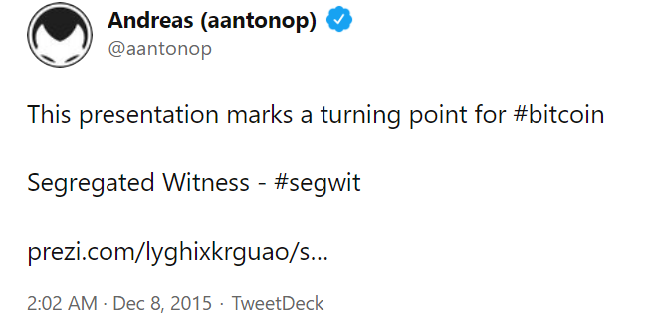 Andreas (aantonop)
@aantonop
This presentation marks a turning point for #bitcoin
Segregated Witness - #segwit
prezi.com/lyghixkrguao/s...
2:02 AM · Dec 8, 2015 · TweetDeck